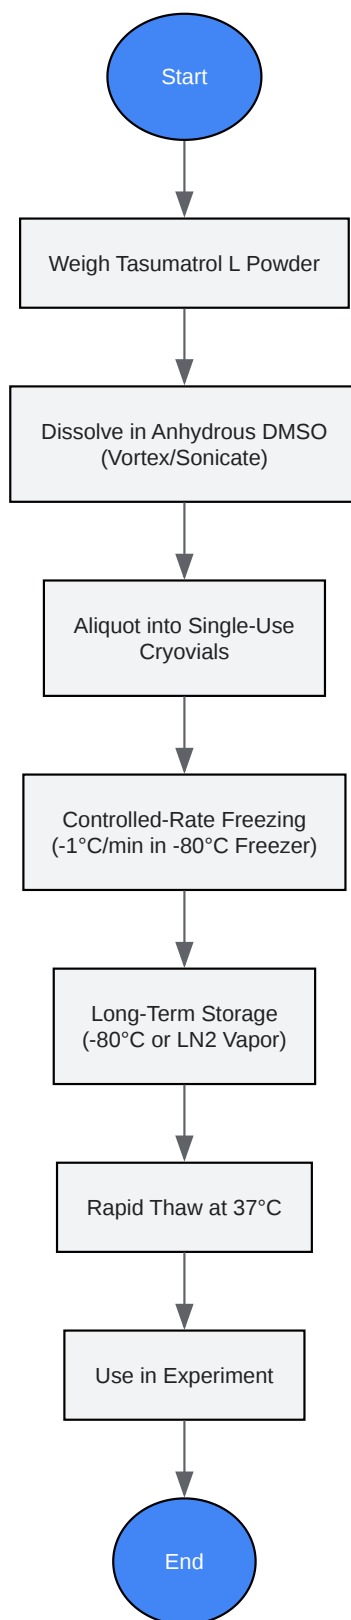 Start
Weigh Tasumatrol L Powder
Dissolve in Anhydrous DMSO
(Vortex/Sonicate)
Aliquot into Single-Use
Cryovials
Controlled-Rate Freezing
(-1°C/min in -80°C Freezer)
Long-Term Storage
(-80°C or LN2 Vapor)
Rapid Thaw at 37°C
Use in Experiment
End